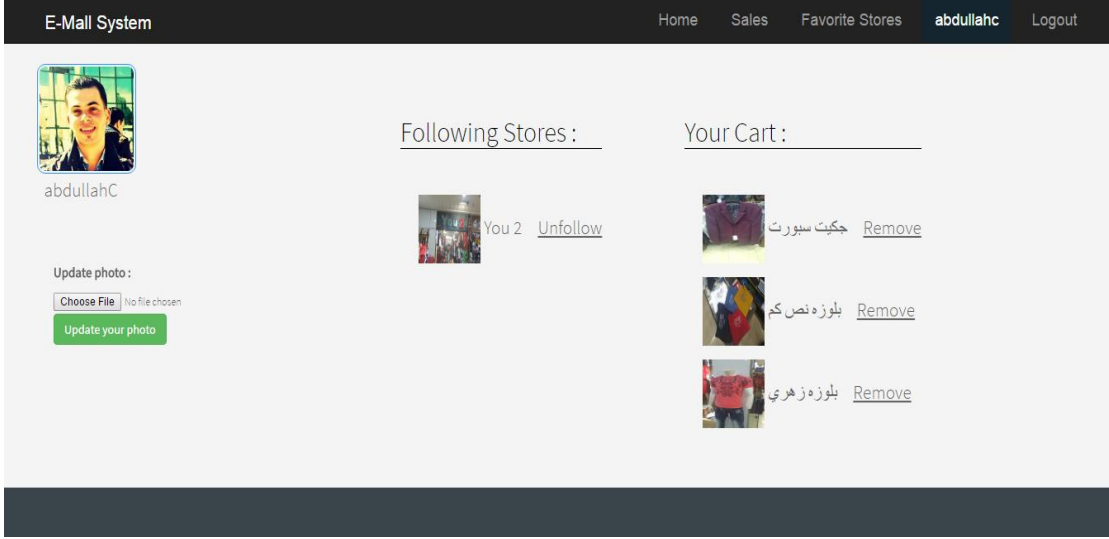 E-Mall System
Home Sales Favorite Stores abdullahc Logout
abdullahC
Update photo :
Choose File No file chosen
Update your photo
Following Stores :
You 2 Unfollow
Your Cart :
جكيت سبورت Remove
بلوزه نص كم Remove
بلوزه زهري Remove